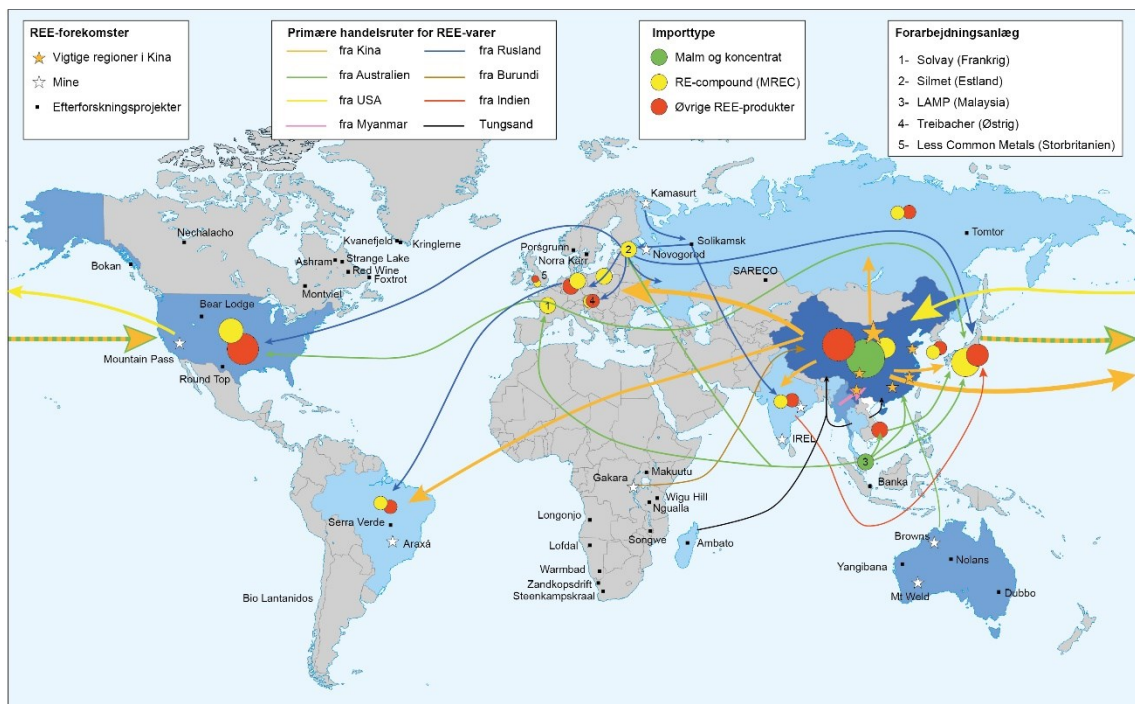 REE-forekomster
Vigtige regioner i Kina
Mine
Efterforskningsprojekter
Primære handelsruter for REE-varer
fra Kina
fra Rusland
fra Australien
fra Burundi
fra USA
fra Indien
fra Myanmar
Tungsand
Importtype
Malm og koncentrat
RE-compound (MREC)
Øvrige REE-produkter
Forarbejdningsanlæg
1- Solvay (Frankrig)
2- Silmet (Estland)
3- LAMP (Malaysia)
4- Treibacher (Østrig)
5- Less Common Metals (Storbritanien)
Kamasurt
Nechalacho
Kvanefjeld
Kringlerne
Porsgrunn
Solikamsk
Tomtor
Bokan
Ashram
Strange Lake
Norra Kärr
2
Novogored
Red Wine
Foxtrot
5
SARECO
Montviel
Bear Lodge
1
4
Mountain Pass
Round Top
IREL
3
Makuutu
Gakara
Banka
Wigu Hill
Ngualla
Serra Verde
Longonjo
Songwe
Ambato
Araxá
Lofdal
Browns
Nolans
Yangibana
Warmbad
Zandkopsdrift
Steenkampskraal
Mt Weld
Dubbo
Bio Lantanidos